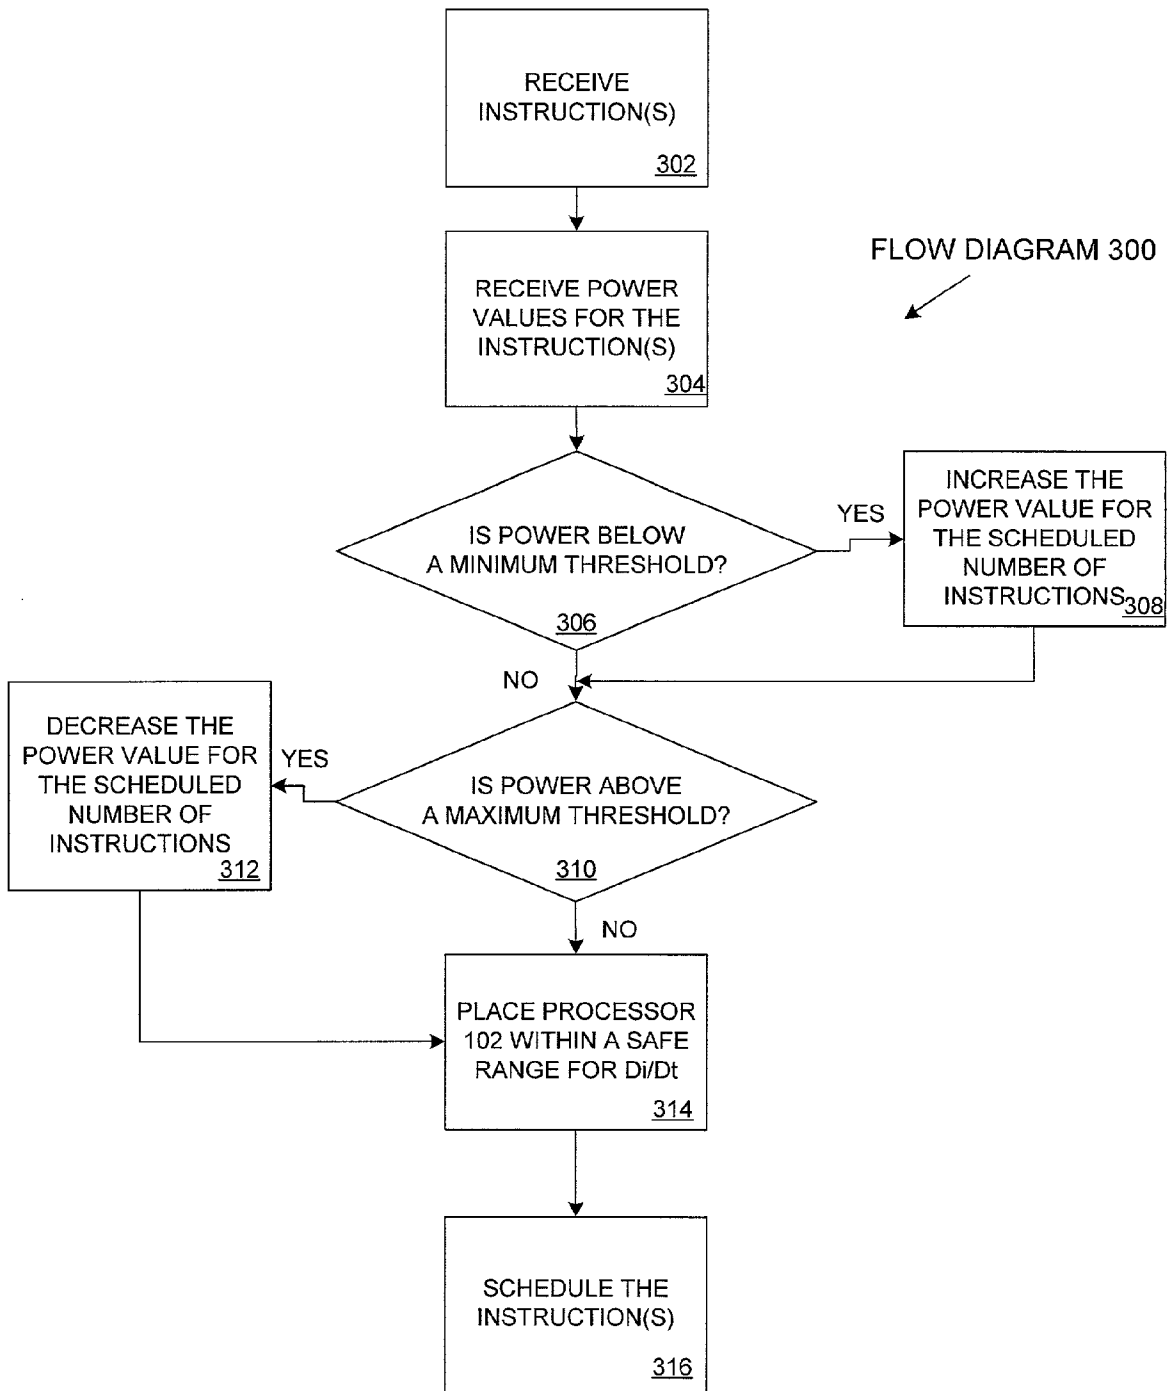 RECEIVE
INSTRUCTION(S)
302
FLOW DIAGRAM 300
RECEIVE POWER
VALUES FOR THE
INSTRUCTION(S)
304
IS POWER BELOW
A MINIMUM THRESHOLD?
306
YES
INCREASE THE
POWER VALUE FOR
THE SCHEDULED
NUMBER OF
INSTRUCTIONS
308
NO
IS POWER ABOVE
A MAXIMUM THRESHOLD?
310
YES
DECREASE THE
POWER VALUE FOR
THE SCHEDULED
NUMBER OF
INSTRUCTIONS
312
NO
PLACE PROCESSOR
102 WITHIN A SAFE
RANGE FOR Di/Dt
314
SCHEDULE THE
INSTRUCTION(S)
316